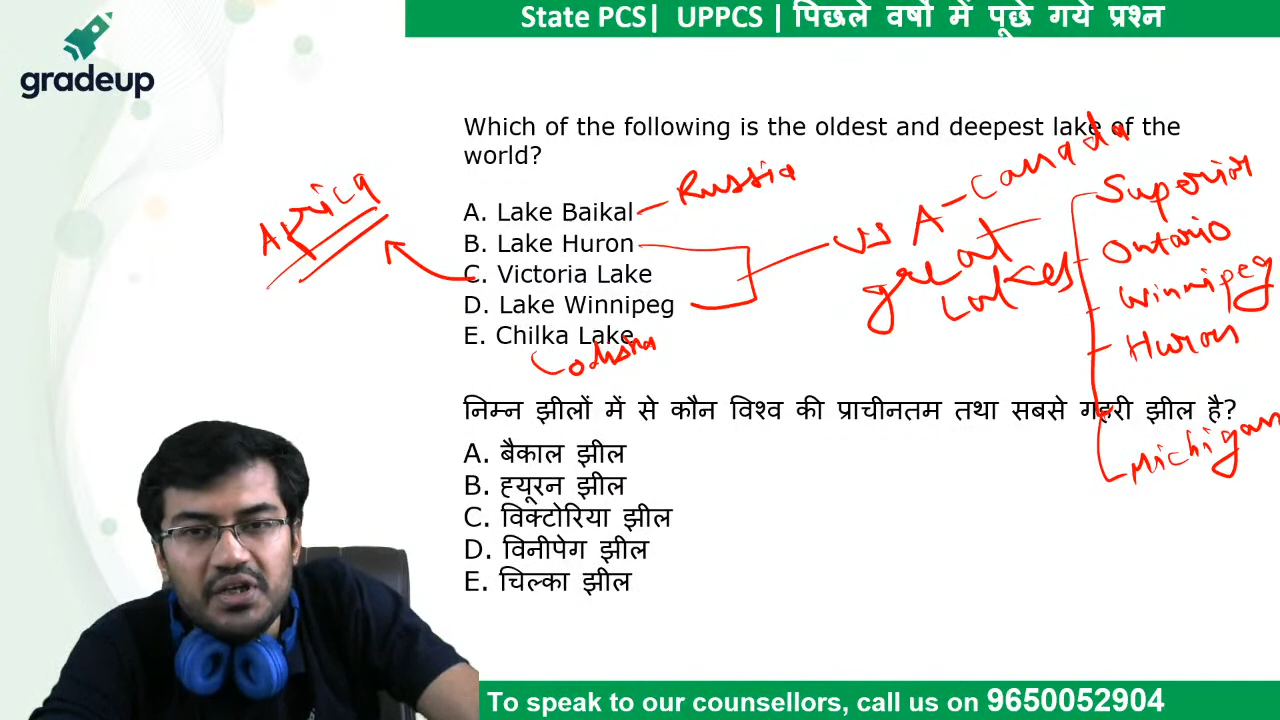 State PCS| UPPCS | पिछले वर्षो में पूछे गये प्रश्न
gradeup
Which of the following is the oldest and deepest lake of the
world?
A. Lake Baikal
B. Lake Huron
C. Victoria Lake
D. Lake Winnipeg
E. Chilka Lake
Russia
Africa
USA - Canada
great
Lakes
Superior
Ontario
Winnipeg
Huron
Michigan
Odisha
निम्न झीलों में से कौन विश्व की प्राचीनतम तथा सबसे गहरी झील है?
A. बैकाल झील
B. ह्यूरन झील
C. विक्टोरिया झील
D. विनीपेग झील
E. चिल्का झील
To speak to our counsellors, call us on 9650052904